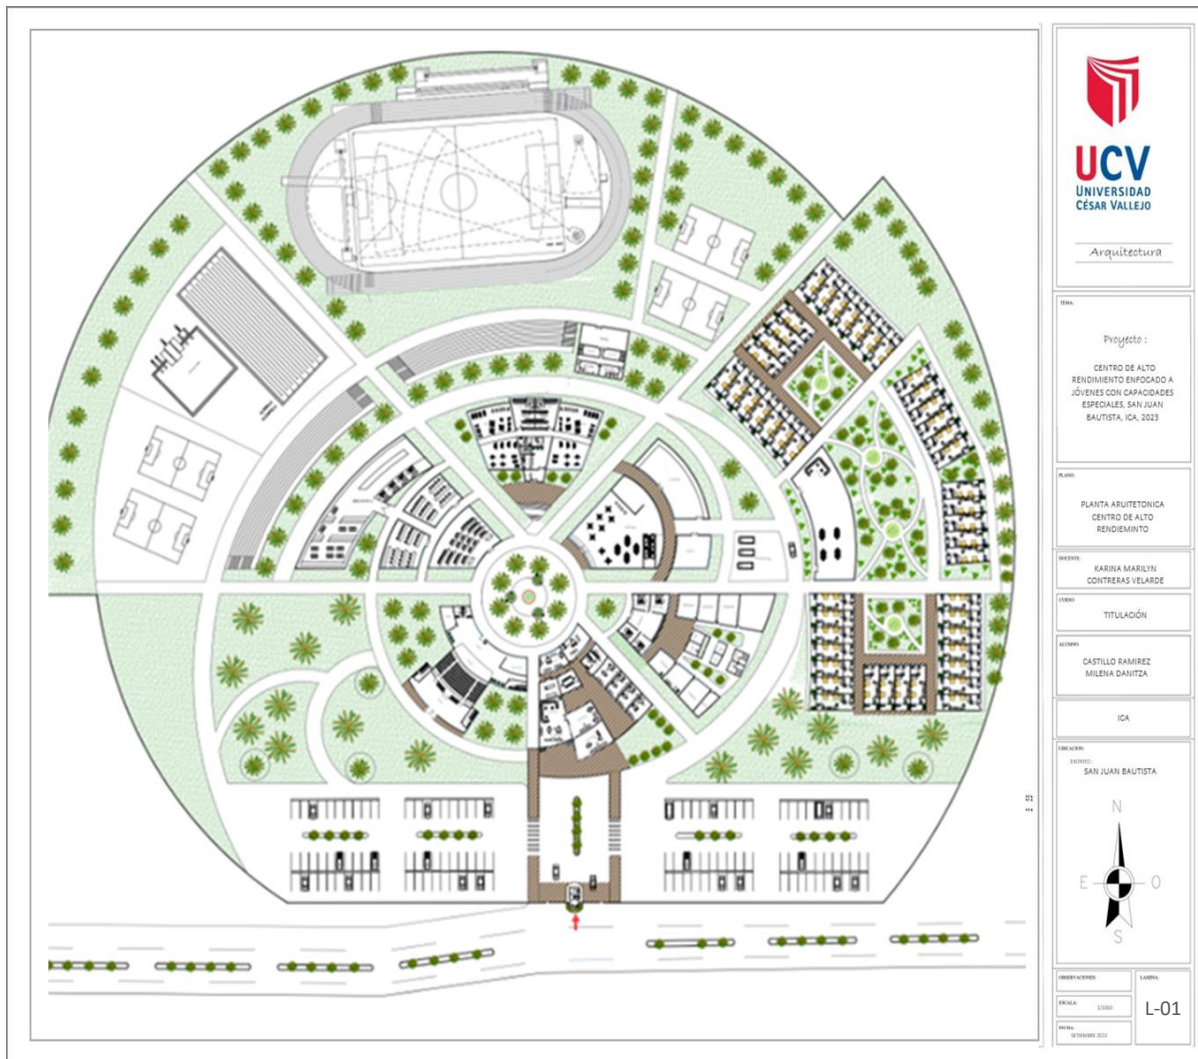 UCV
UNIVERSIDAD
CÉSAR VALLEJO
Arquitectura
TEMA:
Proyecto :
CENTRO DE ALTO
RENDIMIENTO ENFOCADO A
JÓVENES CON CAPACIDADES
ESPECIALES, SAN JUAN
BAUTISTA, ICA, 2023
PLANO:
PLANTA ARUITETONICA
CENTRO DE ALTO
RENDIEMINTO
DOCENTE:
KARINA MARILYN
CONTRERAS VELARDE
CURSO:
TITULACIÓN
ALUMNO:
CASTILLO RAMIREZ
MILENA DANITZA
ICA
UBICACION:
DISTRITO :
SAN JUAN BAUTISTA
N
E
O
S
OBSERVACIONES:
LAMINA:
ESCALA:
L-01
FECHA: